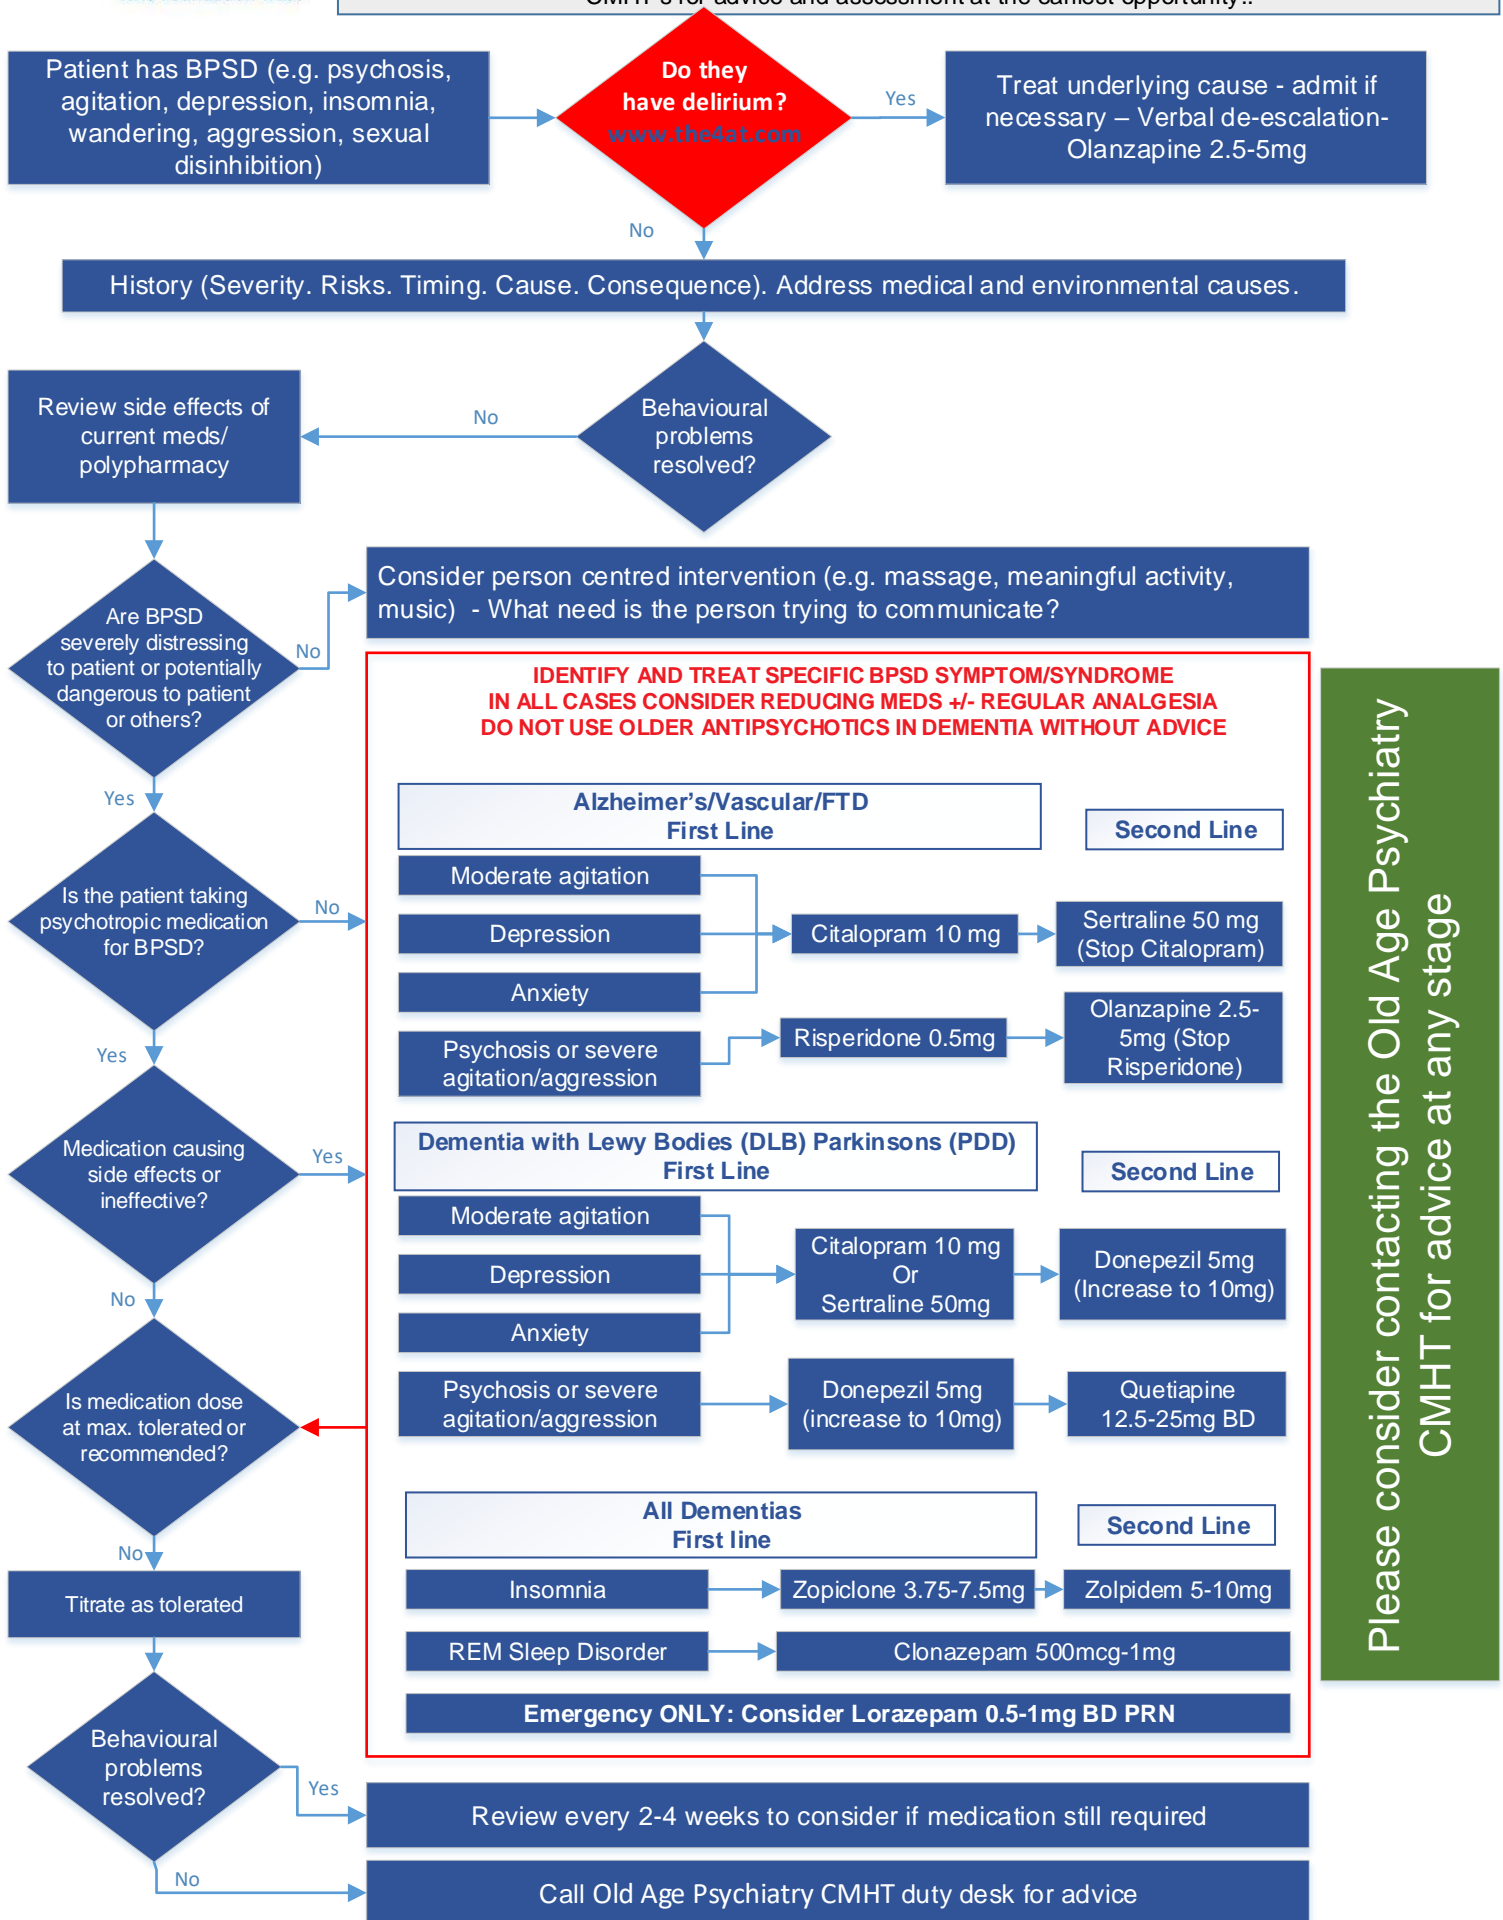 CMHT's for advice and assessment at the earliest opportunity..
Patient has BPSD (e.g. psychosis,
agitation, depression, insomnia,
wandering, aggression, sexual
disinhibition)
Do they
have delirium?
www.the4at.com
Yes
Treat underlying cause - admit if
necessary – Verbal de-escalation-
Olanzapine 2.5-5mg
No
History (Severity. Risks. Timing. Cause. Consequence). Address medical and environmental causes.
Behavioural
problems
resolved?
No
Review side effects of
current meds/
polypharmacy
Are BPSD
severely distressing
to patient or potentially
dangerous to patient
or others?
No
Consider person centred intervention (e.g. massage, meaningful activity,
music)  - What need is the person trying to communicate?
Yes
Is the patient taking
psychotropic medication
for BPSD?
No
Yes
Medication causing
side effects or
ineffective?
Yes
No
Is medication dose
at max. tolerated or
recommended?
No
Titrate as tolerated
Behavioural
problems
resolved?
Yes
No
IDENTIFY AND TREAT SPECIFIC BPSD SYMPTOM/SYNDROME
IN ALL CASES CONSIDER REDUCING MEDS +/- REGULAR ANALGESIA
DO NOT USE OLDER ANTIPSYCHOTICS IN DEMENTIA WITHOUT ADVICE
Alzheimer's/Vascular/FTD
First Line
Second Line
Moderate agitation
Depression
Anxiety
Citalopram 10 mg
Sertraline 50 mg
(Stop Citalopram)
Psychosis or severe
agitation/aggression
Risperidone 0.5mg
Olanzapine 2.5-
5mg (Stop
Risperidone)
Dementia with Lewy Bodies (DLB) Parkinsons (PDD)
First Line
Second Line
Moderate agitation
Depression
Anxiety
Citalopram 10 mg
Or
Sertraline 50mg
Donepezil 5mg
(Increase to 10mg)
Psychosis or severe
agitation/aggression
Donepezil 5mg
(increase to 10mg)
Quetiapine
12.5-25mg BD
All Dementias
First line
Second Line
Insomnia
Zopiclone 3.75-7.5mg
Zolpidem 5-10mg
REM Sleep Disorder
Clonazepam 500mcg-1mg
Emergency ONLY: Consider Lorazepam 0.5-1mg BD PRN
Review every 2-4 weeks to consider if medication still required
Call Old Age Psychiatry CMHT duty desk for advice
Please consider contacting the Old Age Psychiatry
CMHT for advice at any stage